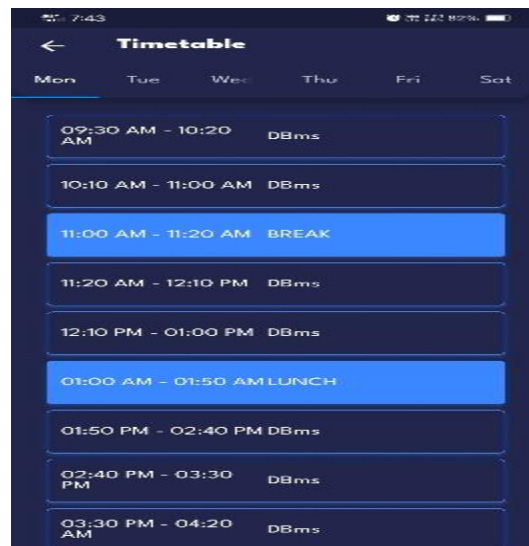 7:43
82%
← Timetable
Mon Tue Wed Thu Fri Sat
09:30 AM - 10:20
AM
DBms
10:10 AM - 11:00 AM DBms
11:00 AM - 11:20 AM BREAK
11:20 AM - 12:10 PM DBms
12:10 PM - 01:00 PM DBms
01:00 AM - 01:50 AM LUNCH
01:50 PM - 02:40 PM DBms
02:40 PM - 03:30
PM
DBms
03:30 PM - 04:20
AM
DBms